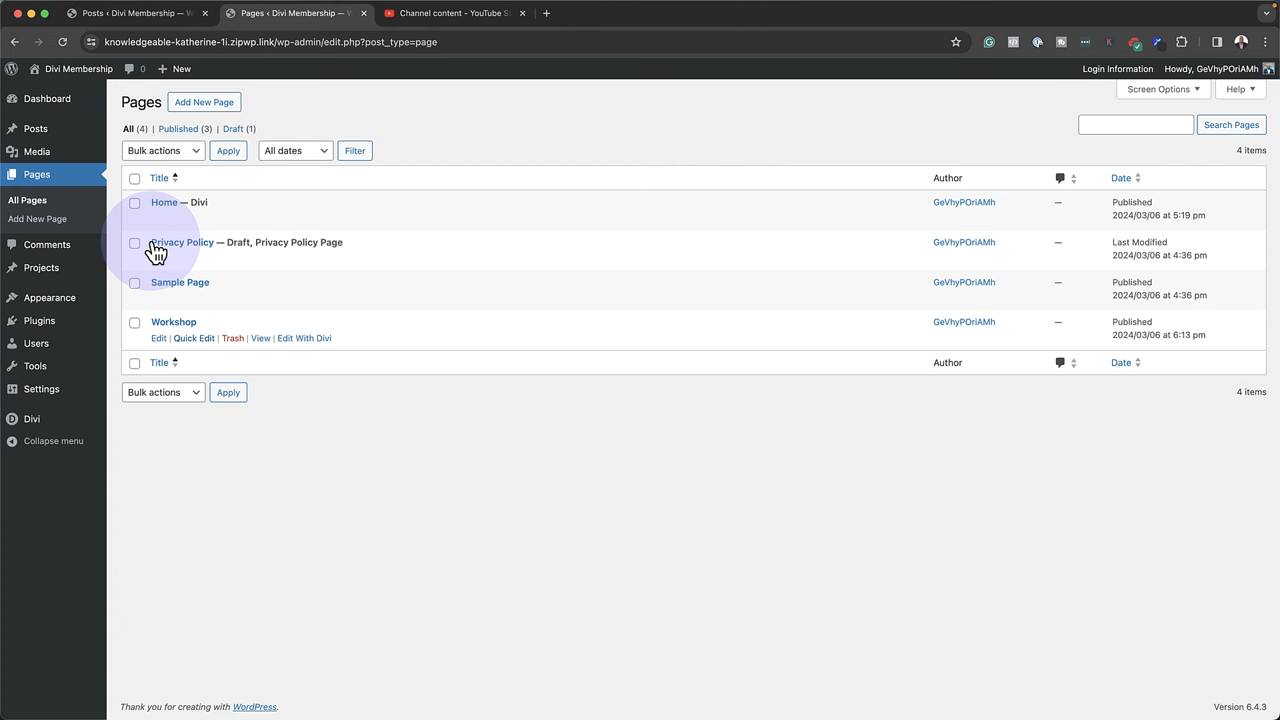 Posts ‹ Divi Membership — W
Pages ‹ Divi Membership — W
Channel content - YouTube S
knowledgeable-katherine-1i.zipwp.link/wp-admin/edit.php?post_type=page
Divi Membership 0 New Login Information Howdy, GeVhyPOriAMh
Dashboard
Posts
Media
Pages
All Pages
Add New Page
Comments
Projects
Appearance
Plugins
Users
Tools
Settings
Divi
Collapse menu
Pages Add New Page
Screen Options Help
All (4) | Published (3) | Draft (1)
Search Pages
Bulk actions Apply All dates Filter 4 items
Title Author Date
Home — Divi GeVhyPOriAMh — Published
2024/03/06 at 5:19 pm
Privacy Policy — Draft, Privacy Policy Page GeVhyPOriAMh — Last Modified
2024/03/06 at 4:36 pm
Sample Page GeVhyPOriAMh — Published
2024/03/06 at 4:36 pm
Workshop GeVhyPOriAMh — Published
Edit | Quick Edit | Trash | View | Edit With Divi 2024/03/06 at 6:13 pm
Title Author Date
Bulk actions Apply 4 items
Thank you for creating with WordPress. Version 6.4.3